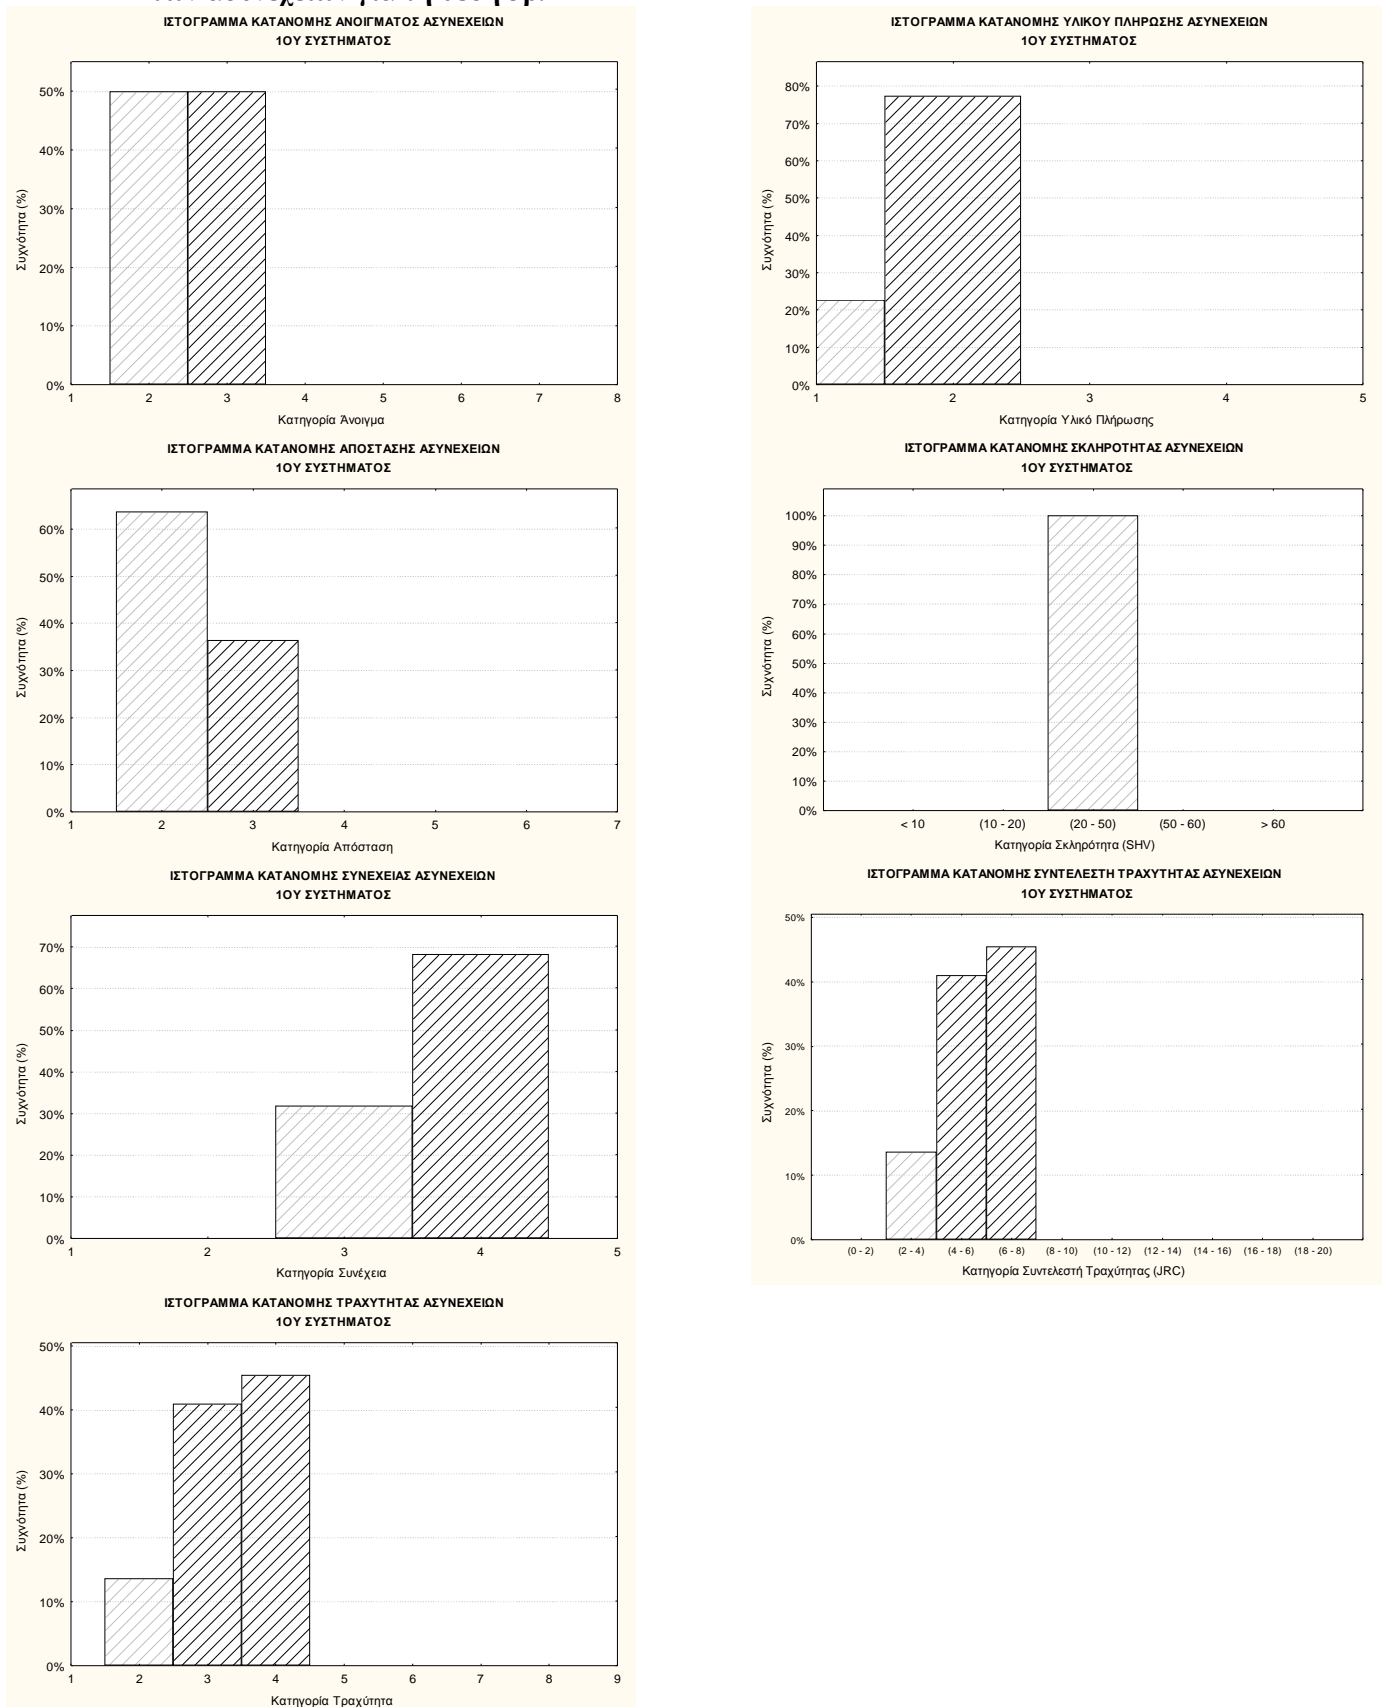 ΙΣΤΟΓΡΑΜΜΑ ΚΑΤΑΝΟΜΗΣ ΑΝΟΙΓΜΑΤΟΣ ΑΣΥΝΕΧΕΙΩΝ
1ΟΥ ΣΥΣΤΗΜΑΤΟΣ
50%
40%
30%
20%
10%
0%
Συχνότητα (%)
1 2 3 4 5 6 7 8
Κατηγορία Άνοιγμα
ΙΣΤΟΓΡΑΜΜΑ ΚΑΤΑΝΟΜΗΣ ΑΠΟΣΤΑΣΗΣ ΑΣΥΝΕΧΕΙΩΝ
1ΟΥ ΣΥΣΤΗΜΑΤΟΣ
60%
50%
40%
30%
20%
10%
0%
Συχνότητα (%)
1 2 3 4 5 6 7
Κατηγορία Απόσταση
ΙΣΤΟΓΡΑΜΜΑ ΚΑΤΑΝΟΜΗΣ ΣΥΝΕΧΕΙΑΣ ΑΣΥΝΕΧΕΙΩΝ
1ΟΥ ΣΥΣΤΗΜΑΤΟΣ
70%
60%
50%
40%
30%
20%
10%
0%
Συχνότητα (%)
1 2 3 4 5
Κατηγορία Συνέχεια
ΙΣΤΟΓΡΑΜΜΑ ΚΑΤΑΝΟΜΗΣ ΤΡΑΧΥΤΗΤΑΣ ΑΣΥΝΕΧΕΙΩΝ
1ΟΥ ΣΥΣΤΗΜΑΤΟΣ
50%
40%
30%
20%
10%
0%
Συχνότητα (%)
1 2 3 4 5 6 7 8 9
Κατηγορία Τραχύτητα
ΙΣΤΟΓΡΑΜΜΑ ΚΑΤΑΝΟΜΗΣ ΥΛΙΚΟΥ ΠΛΗΡΩΣΗΣ ΑΣΥΝΕΧΕΙΩΝ
1ΟΥ ΣΥΣΤΗΜΑΤΟΣ
80%
70%
60%
50%
40%
30%
20%
10%
0%
Συχνότητα (%)
1 2 3 4 5
Κατηγορία Υλικό Πλήρωσης
ΙΣΤΟΓΡΑΜΜΑ ΚΑΤΑΝΟΜΗΣ ΣΚΛΗΡΟΤΗΤΑΣ ΑΣΥΝΕΧΕΙΩΝ
1ΟΥ ΣΥΣΤΗΜΑΤΟΣ
100%
90%
80%
70%
60%
50%
40%
30%
20%
10%
0%
Συχνότητα (%)
< 10 (10 - 20) (20 - 50) (50 - 60) > 60
Κατηγορία Σκληρότητα (SHV)
ΙΣΤΟΓΡΑΜΜΑ ΚΑΤΑΝΟΜΗΣ ΣΥΝΤΕΛΕΣΤΗ ΤΡΑΧΥΤΗΤΑΣ ΑΣΥΝΕΧΕΙΩΝ
1ΟΥ ΣΥΣΤΗΜΑΤΟΣ
50%
40%
30%
20%
10%
0%
Συχνότητα (%)
(0 - 2) (2 - 4) (4 - 6) (6 - 8) (8 - 10) (10 - 12) (12 - 14) (14 - 16) (16 - 18) (18 - 20)
Κατηγορία Συντελεστή Τραχύτητας (JRC)